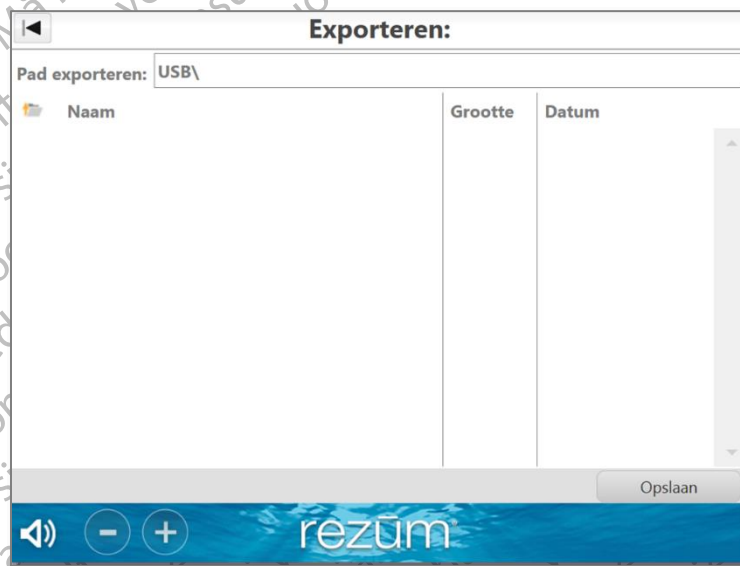 Exporteren:
Pad exporteren: USB\
Naam Grootte Datum
Opslaan
rezūm